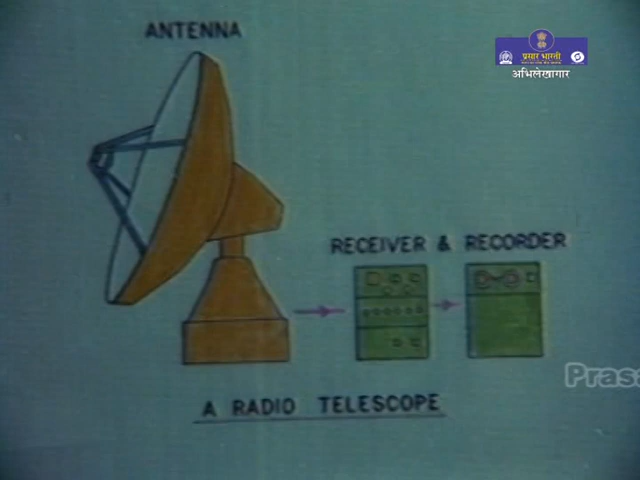 ANTENNA
प्रसार भारती
अभिलेखागार
RECEIVER & RECORDER
Prasa
A RADIO TELESCOPE